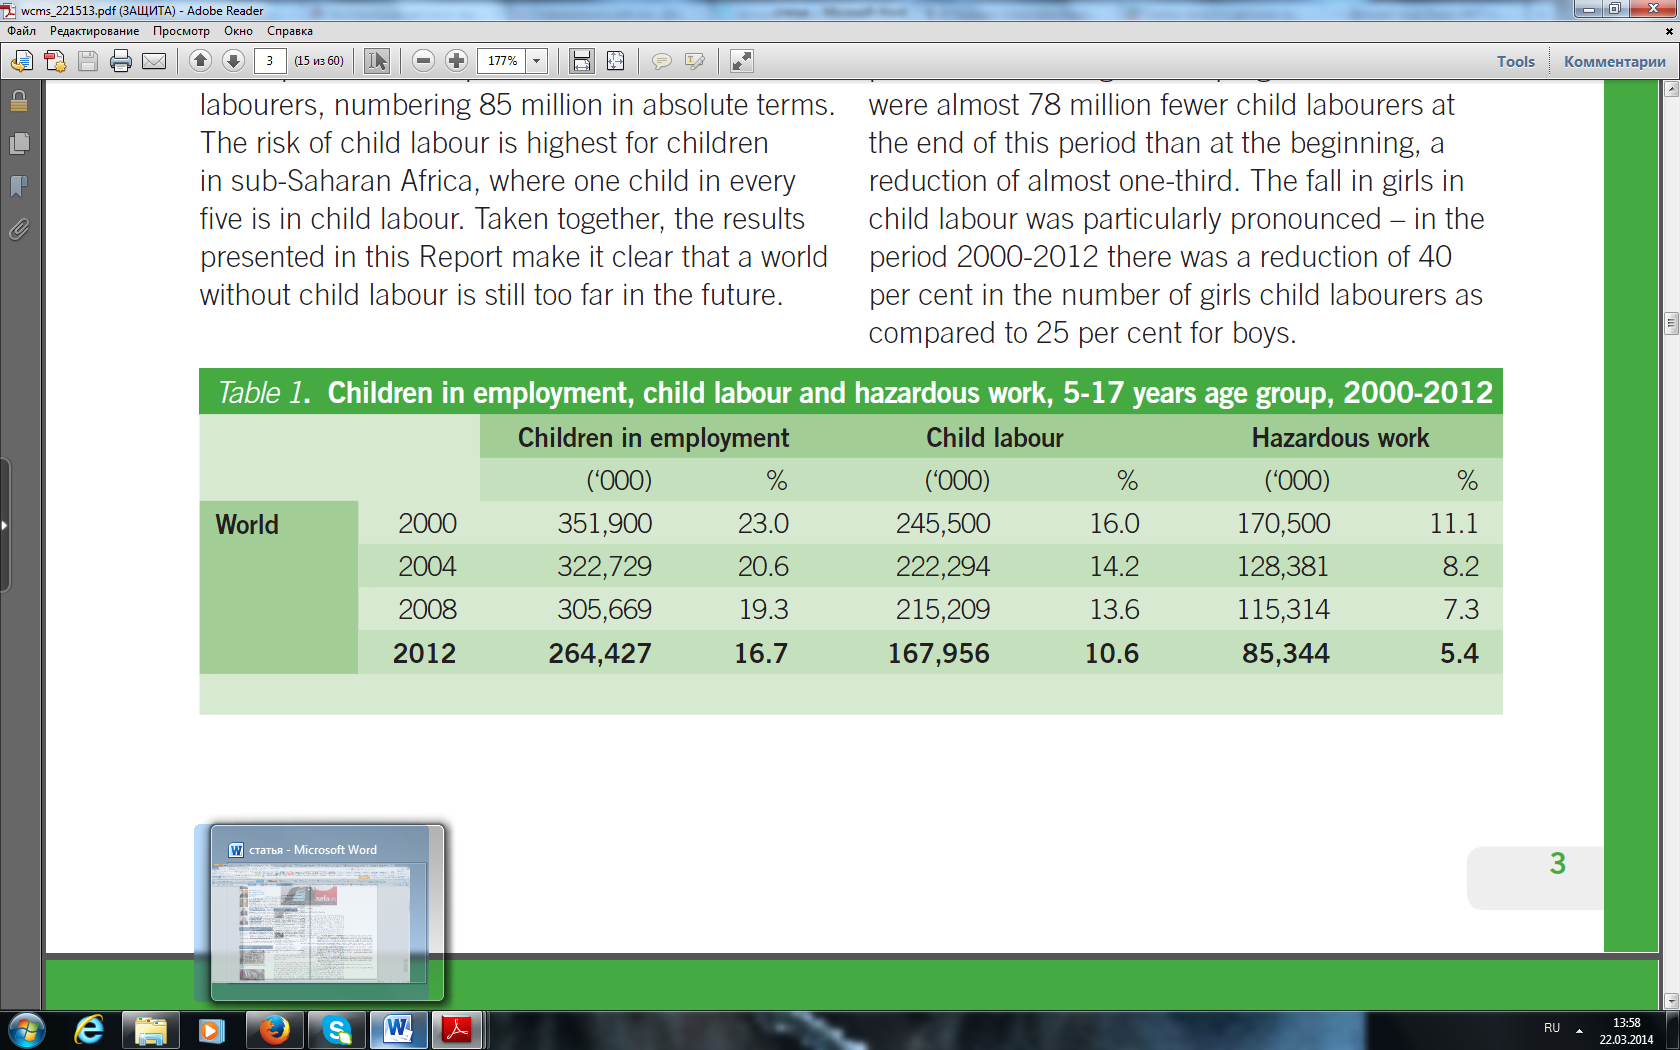 wcms_221513.pdf (ЗАЩИТА) - Adobe Reader
Файл Редактирование Просмотр Окно Справка
3 (15 из 60) 177% Tools Комментарии
labourers, numbering 85 million in absolute terms.
The risk of child labour is highest for children
in sub-Saharan Africa, where one child in every
five is in child labour. Taken together, the results
presented in this Report make it clear that a world
without child labour is still too far in the future.
were almost 78 million fewer child labourers at
the end of this period than at the beginning, a
reduction of almost one-third. The fall in girls in
child labour was particularly pronounced – in the
period 2000-2012 there was a reduction of 40
per cent in the number of girls child labourers as
compared to 25 per cent for boys.
Table 1. Children in employment, child labour and hazardous work, 5-17 years age group, 2000-2012
Children in employment Child labour Hazardous work
(‘000) % (‘000) % (‘000) %
World 2000 351,900 23.0 245,500 16.0 170,500 11.1
2004 322,729 20.6 222,294 14.2 128,381 8.2
2008 305,669 19.3 215,209 13.6 115,314 7.3
2012 264,427 16.7 167,956 10.6 85,344 5.4
3
статья - Microsoft Word
RU 13:58
22.03.2014